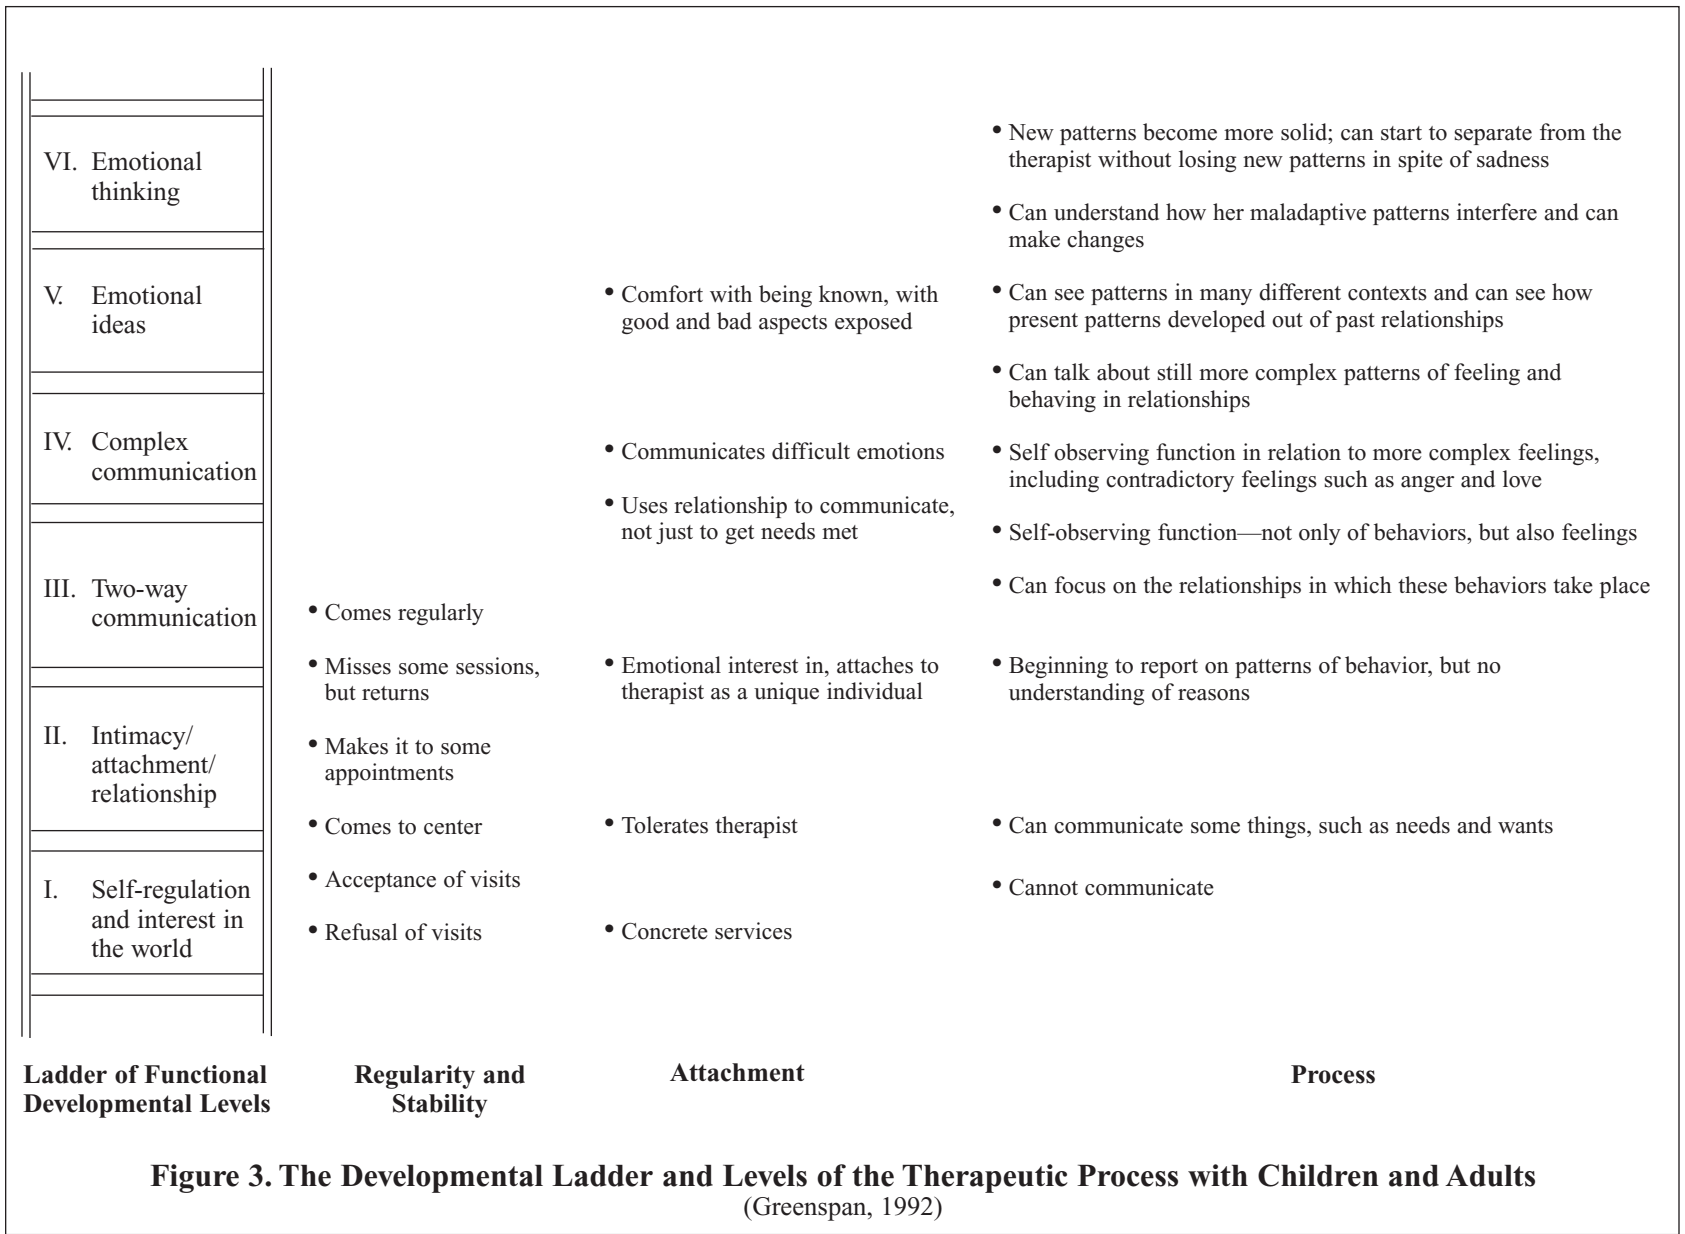 VI. Emotional
thinking
V. Emotional
ideas
IV. Complex
communication
III. Two-way
communication
II. Intimacy/
attachment/
relationship
I. Self-regulation
and interest in
the world
Ladder of Functional
Developmental Levels
• Comes regularly
• Misses some sessions,
but returns
• Makes it to some
appointments
• Comes to center
• Acceptance of visits
• Refusal of visits
Regularity and
Stability
• Comfort with being known, with
good and bad aspects exposed
• Communicates difficult emotions
• Uses relationship to communicate,
not just to get needs met
• Emotional interest in, attaches to
therapist as a unique individual
• Tolerates therapist
• Concrete services
Attachment
• New patterns become more solid; can start to separate from the
therapist without losing new patterns in spite of sadness
• Can understand how her maladaptive patterns interfere and can
make changes
• Can see patterns in many different contexts and can see how
present patterns developed out of past relationships
• Can talk about still more complex patterns of feeling and
behaving in relationships
• Self observing function in relation to more complex feelings,
including contradictory feelings such as anger and love
• Self-observing function—not only of behaviors, but also feelings
• Can focus on the relationships in which these behaviors take place
• Beginning to report on patterns of behavior, but no
understanding of reasons
• Can communicate some things, such as needs and wants
• Cannot communicate
Process
Figure 3. The Developmental Ladder and Levels of the Therapeutic Process with Children and Adults
(Greenspan, 1992)